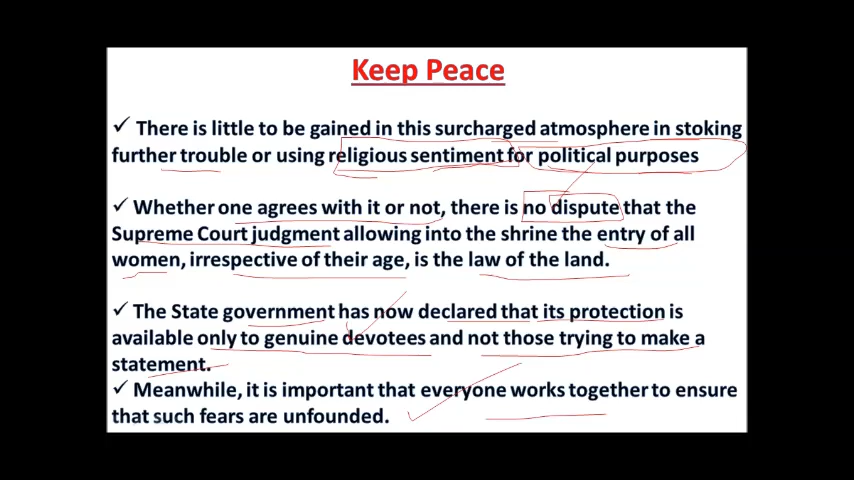 Keep Peace
✓ There is little to be gained in this surcharged atmosphere in stoking
further trouble or using religious sentiment for political purposes
✓ Whether one agrees with it or not, there is no dispute that the
Supreme Court judgment allowing into the shrine the entry of all
women, irrespective of their age, is the law of the land.
✓ The State government has now declared that its protection is
available only to genuine devotees and not those trying to make a
statement.
✓ Meanwhile, it is important that everyone works together to ensure
that such fears are unfounded.